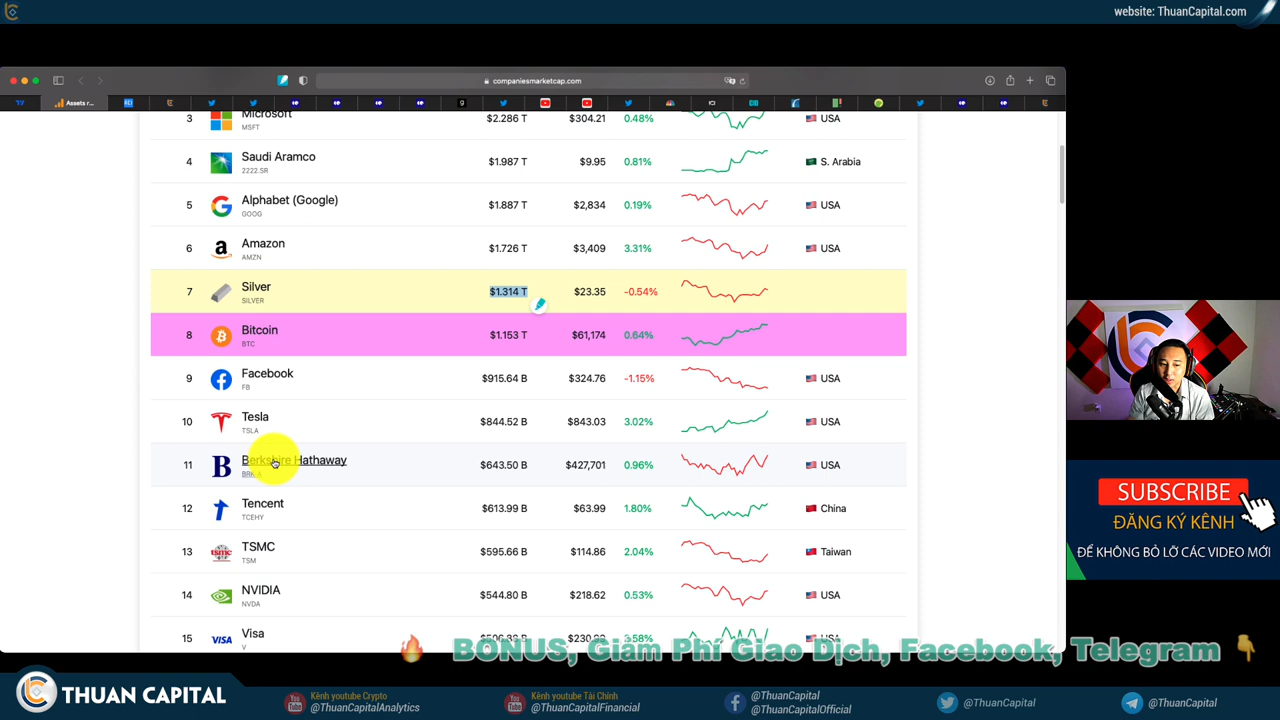 website: ThuanCapital.com
companiesmarketcap.com
Assets r...
3 Microsoft $2.286 T $304.21 0.48% USA
MSFT
4 Saudi Aramco $1.987 T $9.95 0.81% S. Arabia
2222.SR
5 Alphabet (Google) $1.887 T $2,834 0.19% USA
GOOG
6 Amazon $1.726 T $3,409 3.31% USA
AMZN
7 Silver $1.314 T $23.35 -0.54%
SILVER
8 Bitcoin $1.153 T $61,174 0.64%
BTC
9 Facebook $915.64 B $324.76 -1.15% USA
FB
10 Tesla $844.52 B $843.03 3.02% USA
TSLA
11 Berkshire Hathaway $643.50 B $427,701 0.96% USA
BRK-A
12 Tencent $613.99 B $63.99 1.80% China
TCEHY
13 TSMC $595.66 B $114.86 2.04% Taiwan
TSM
14 NVIDIA $544.80 B $218.62 0.53% USA
NVDA
15 Visa USA
V
SUBSCRIBE
ĐĂNG KÝ KÊNH
ĐỂ KHÔNG BỎ LỠ CÁC VIDEO MỚI
BONUS, Giảm Phí Giao Dịch, Facebook, Telegram
THUAN CAPITAL
Kênh youtube Crypto
@ThuanCapitalAnalytics
Kênh youtube Tài Chính
@ThuanCapitalFinancial
@ThuanCapital
@ThuanCapitalOfficial
@ThuanCapital
@ThuanCapital